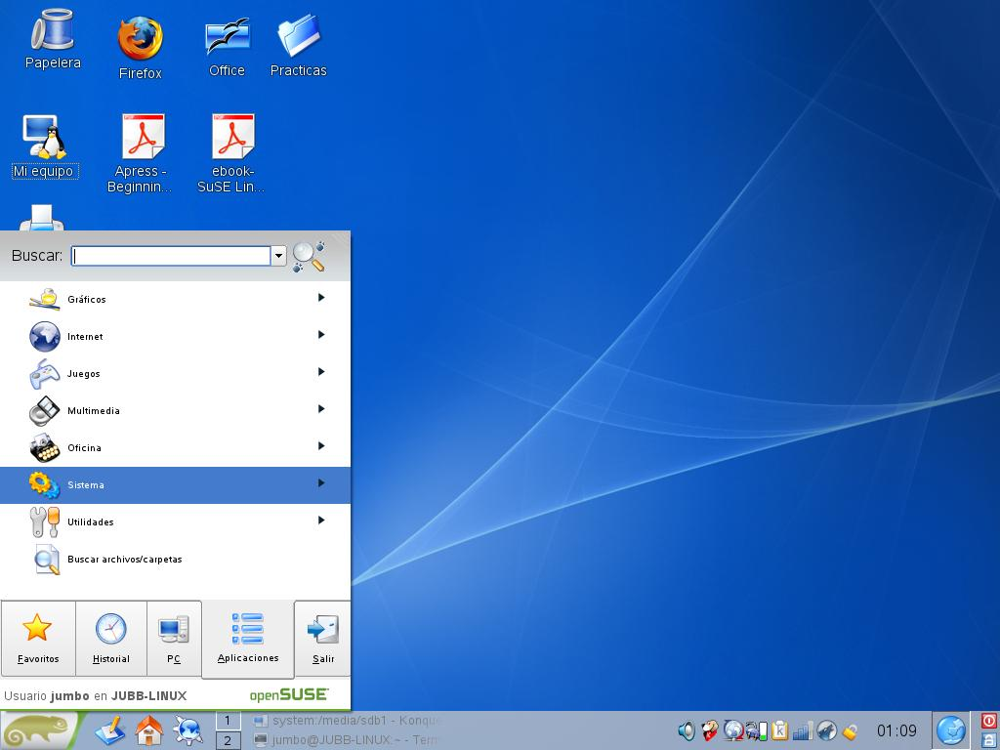 Papelera
Firefox
Office
Practicas
Mi equipo
Apress -
Beginnin...
ebook-
SuSE Lin...
Buscar:
Gráficos
Internet
Juegos
Multimedia
Oficina
Sistema
Utilidades
Buscar archivos/carpetas
Favoritos
Historial
PC
Aplicaciones
Salir
Usuario jumbo en JUBB-LINUX
openSUSE
1
2
system:/media/sdb1 - Konque
jumbo@JUBB-LINUX:~ - Term
01:09